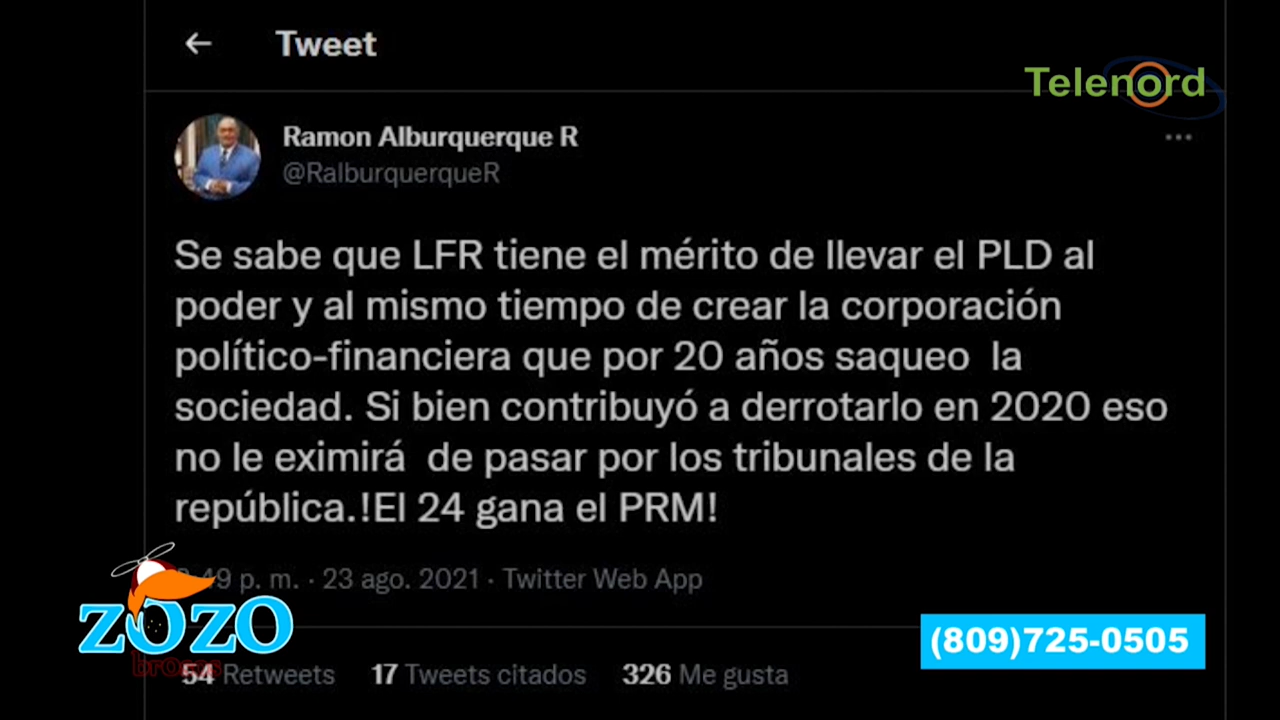 Tweet
Telenord
Ramon Alburquerque R
@RalburquerqueR
Se sabe que LFR tiene el mérito de llevar el PLD al
poder y al mismo tiempo de crear la corporación
político-financiera que por 20 años saqueo la
sociedad. Si bien contribuyó a derrotarlo en 2020 eso
no le eximirá de pasar por los tribunales de la
república.!El 24 gana el PRM!
49 p. m. · 23 ago. 2021 · Twitter Web App
zozo
(809)725-0505
54 Retweets 17 Tweets citados 326 Me gusta